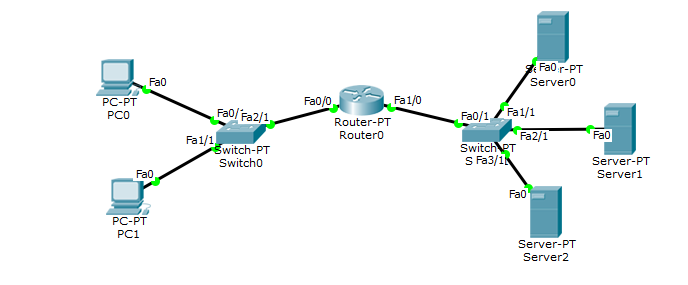 Fa0
PC-PT
PC0
Fa0/1
Fa2/1
Fa1/1
Switch-PT
Switch0
Fa0
PC-PT
PC1
Fa0/0
Fa1/0
Router-PT
Router0
Fa0
Server-PT
Server0
Fa0/1
Fa1/1
Fa2/1
Switch-PT
Fa3/1
Fa0
Server-PT
Server1
Fa0
Server-PT
Server2